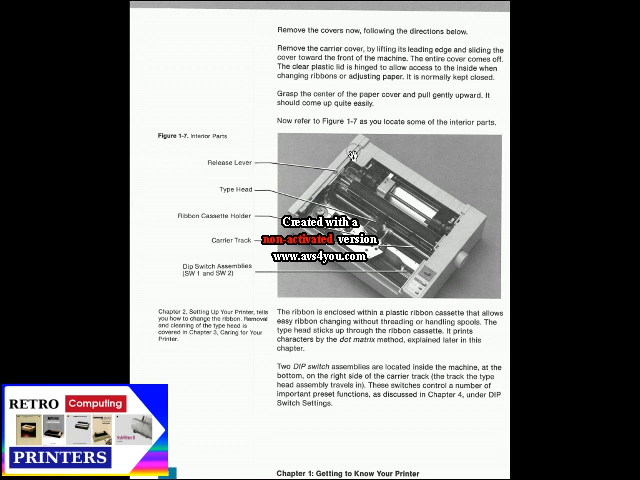 Remove the covers now, following the directions below.
Remove the carrier cover, by lifting its leading edge and sliding the
cover toward the front of the machine. The entire cover comes off.
The clear plastic lid is hinged to allow access to the inside when
changing ribbons or adjusting paper. It is normally kept closed.
Grasp the center of the paper cover and pull gently upward. It
should come up quite easily.
Now refer to Figure 1-7 as you locate some of the interior parts.
Figure 1-7. Interior Parts
Release Lever
Type Head
Ribbon Cassette Holder
Carrier Track
Dip Switch Assemblies
(SW 1 and SW 2)
Created with a
non-activated version
www.avs4you.com
Chapter 2, Setting Up Your Printer, tells
you how to change the ribbon. Removal
and cleaning of the type head is
covered in Chapter 3, Caring for Your
Printer.
The ribbon is enclosed within a plastic ribbon cassette that allows
easy ribbon changing without threading or handling spools. The
type head sticks up through the ribbon cassette. It prints
characters by the dot matrix method, explained later in this
chapter.
Two DIP switch assemblies are located inside the machine, at the
bottom, on the right side of the carrier track (the track the type
head assembly travels in). These switches control a number of
important preset functions, as discussed in Chapter 4, under DIP
Switch Settings.
RETRO Computing
PRINTERS
Chapter 1: Getting to Know Your Printer